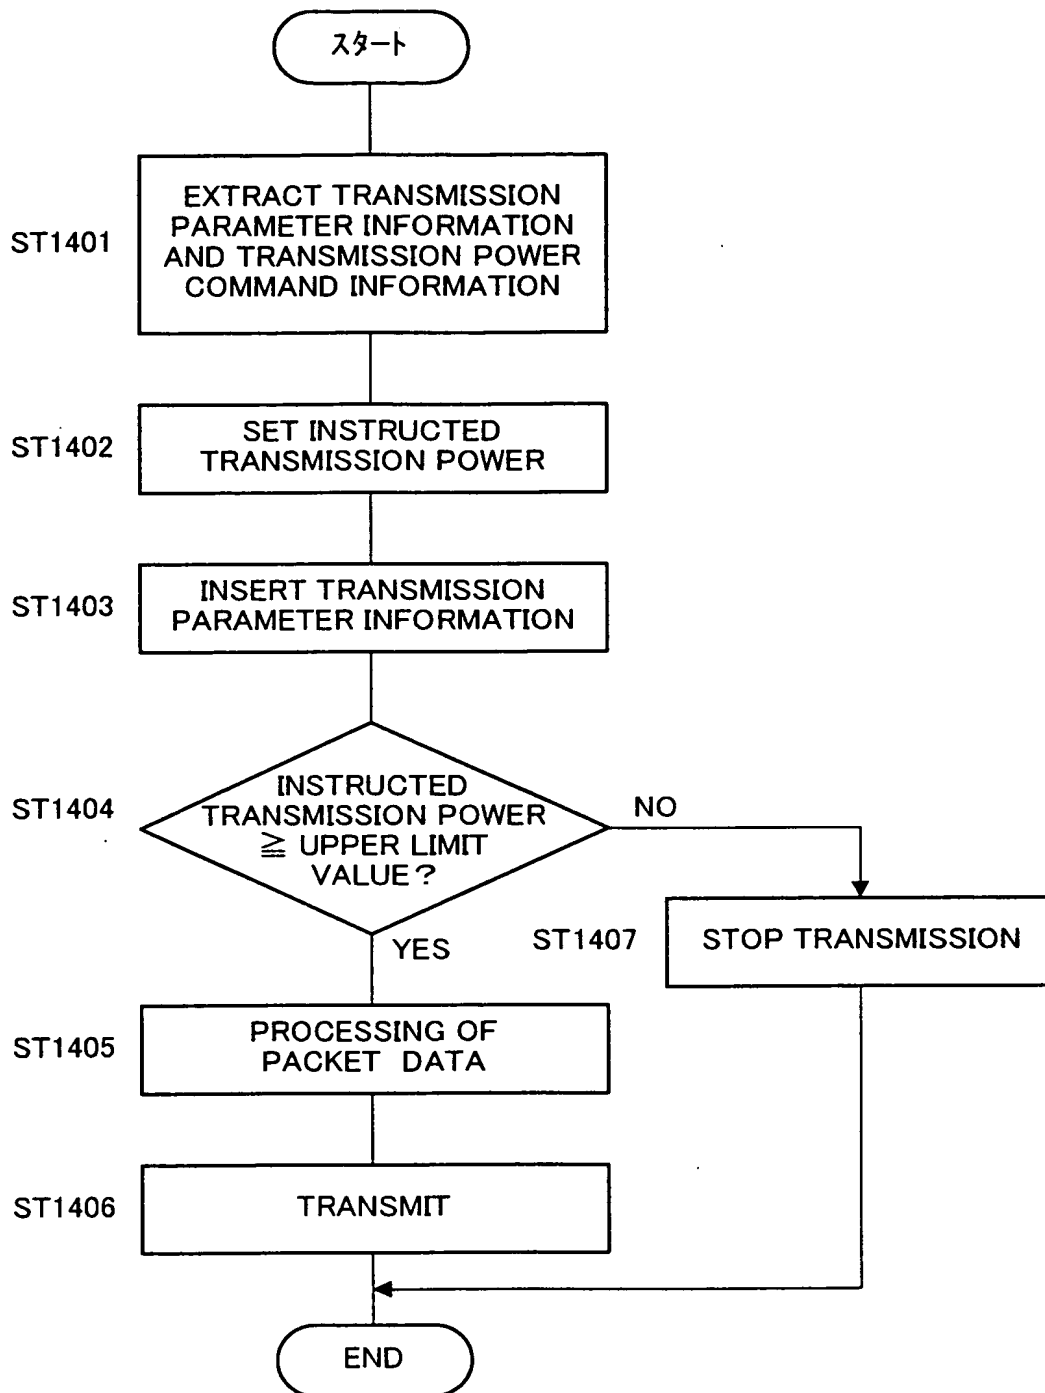 スタート
ST1401
EXTRACT TRANSMISSION
PARAMETER INFORMATION
AND TRANSMISSION POWER
COMMAND INFORMATION
ST1402
SET INSTRUCTED
TRANSMISSION POWER
ST1403
INSERT TRANSMISSION
PARAMETER INFORMATION
ST1404
INSTRUCTED
TRANSMISSION POWER
≧ UPPER LIMIT
VALUE?
NO
YES
ST1407
STOP TRANSMISSION
ST1405
PROCESSING OF
PACKET DATA
ST1406
TRANSMIT
END